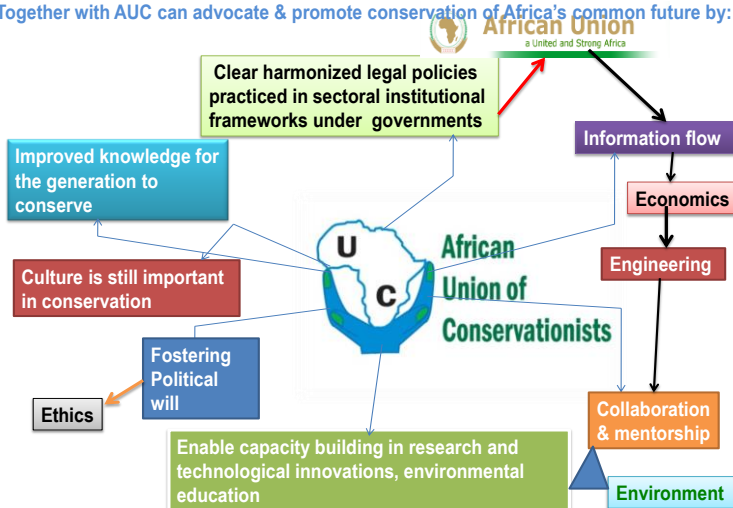 Together with AUC can advocate & promote conservation of Africa's common future by:
African Union
a United and Strong Africa
Clear harmonized legal policies
practiced in sectoral institutional
frameworks under governments
Information flow
Improved knowledge for
the generation to
conserve
Economics
Culture is still important
in conservation
U
C
African
Union of
Conservationists
Engineering
Fostering
Political
will
Ethics
Collaboration
& mentorship
Enable capacity building in research and
technological innovations, environmental
education
Environment